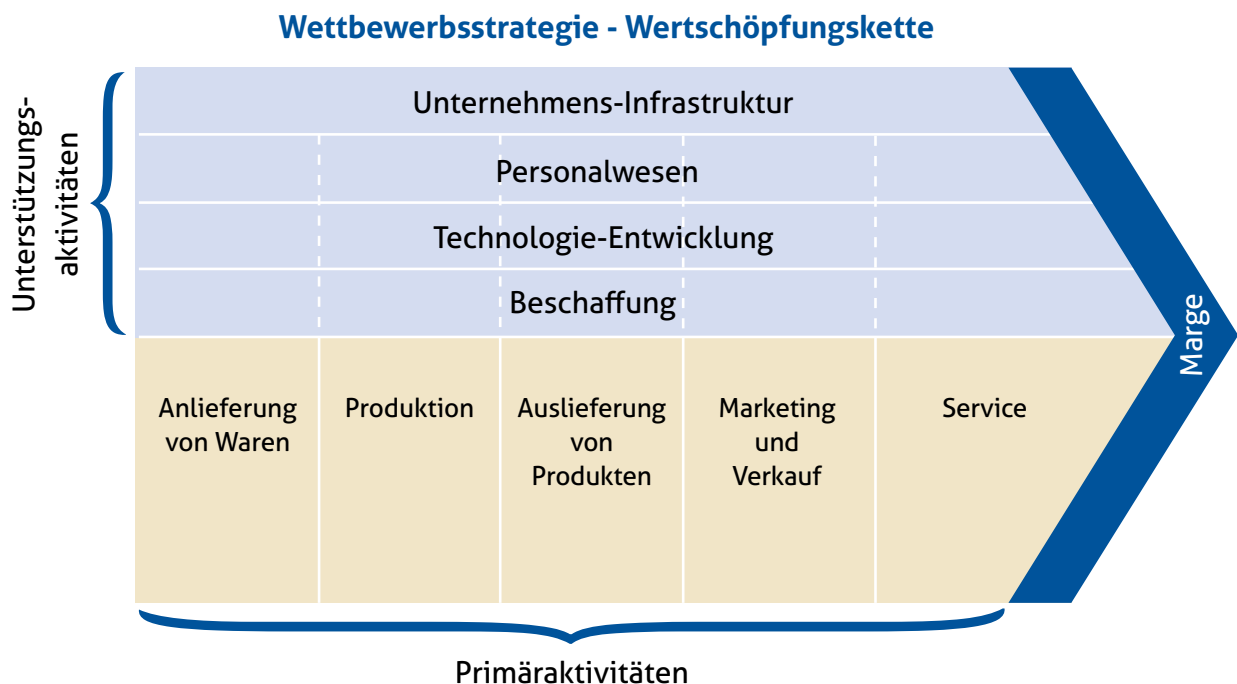 Wettbewerbsstrategie - Wertschöpfungskette
Unterstützungs-
aktivitäten
Unternehmens-Infrastruktur
Personalwesen
Technologie-Entwicklung
Beschaffung
Marge
Anlieferung
von Waren
Produktion
Auslieferung
von
Produkten
Marketing
und
Verkauf
Service
Primäraktivitäten